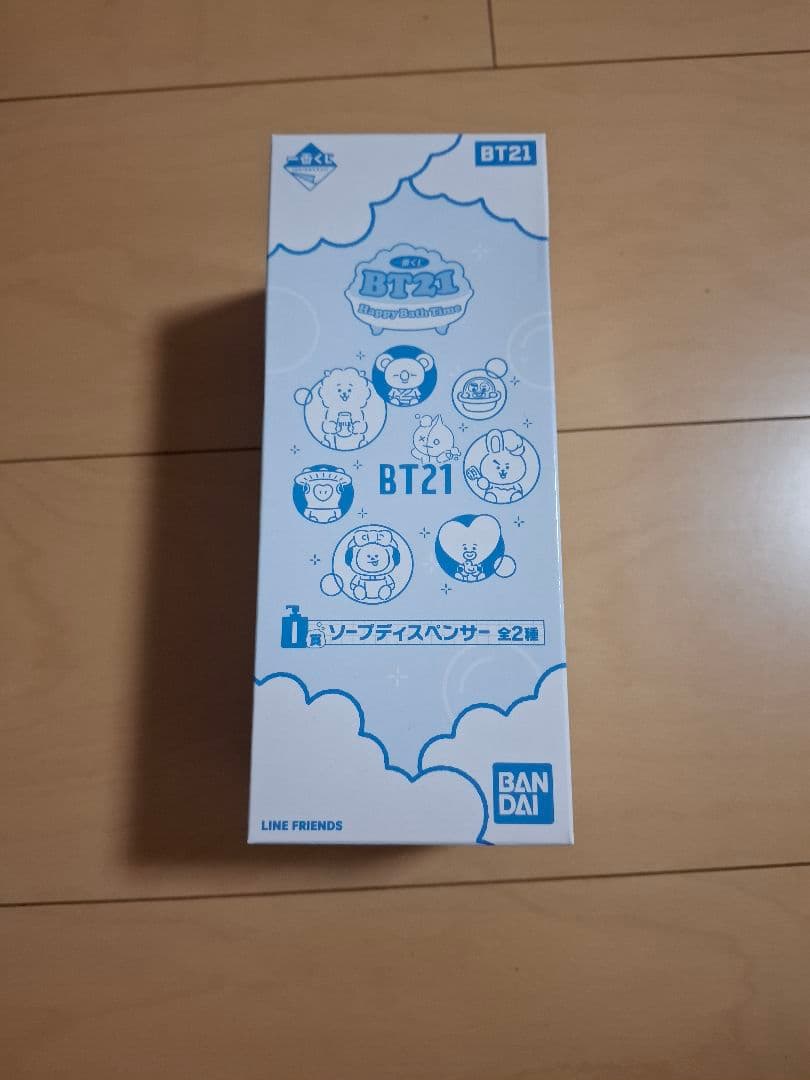 一番くじ
BT21
一番くじ
BT21
Happy Bath Time
BT21
賞 ソープディスペンサー 全2種
BAN
DAI
LINE FRIENDS